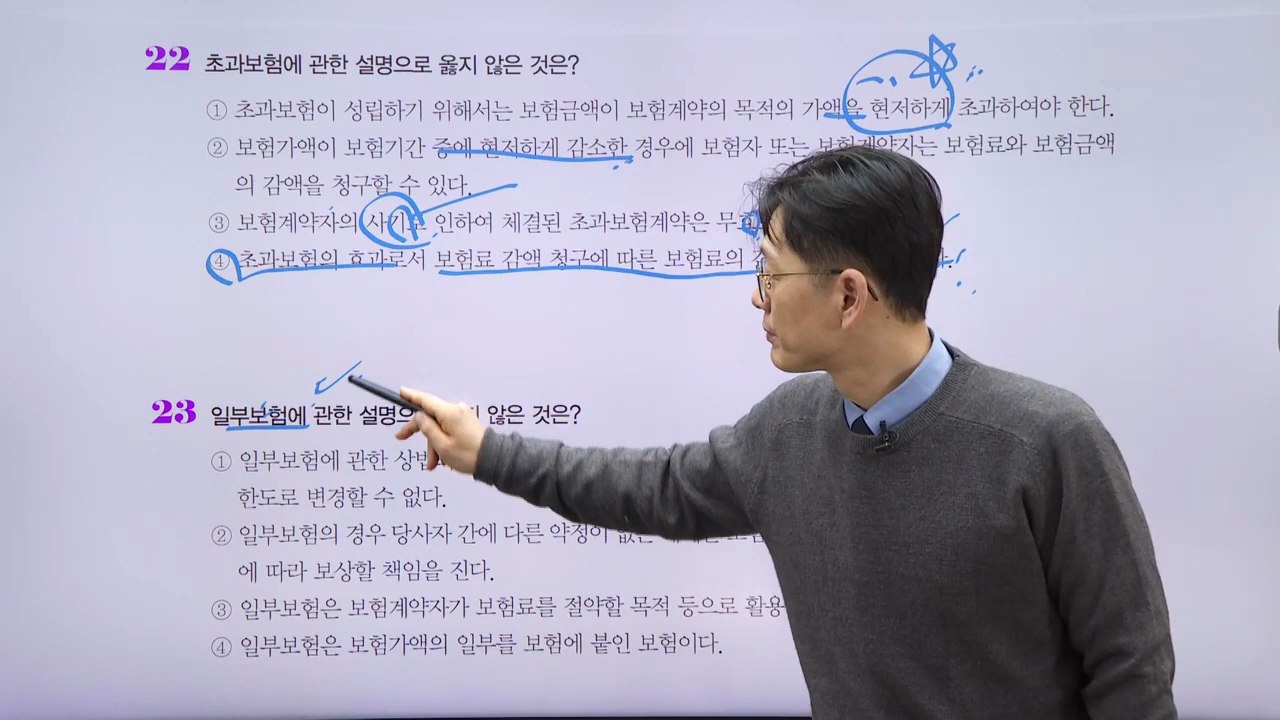 22 초과보험에 관한 설명으로 옳지 않은 것은?
① 초과보험이 성립하기 위해서는 보험금액이 보험계약의 목적의 가액을 현저하게 초과하여야 한다.
② 보험가액이 보험기간 중에 현저하게 감소한 경우에 보험자 또는 보험계약자는 보험료와 보험금액
의 감액을 청구할 수 있다.
③ 보험계약자의 사기로 인하여 체결된 초과보험계약은
④ 초과보험의 효과로서 보험료 감액 청구에 따른 보험료의
23 일부보험에 관한 않은 것은?
① 일부보험에 관한
한도로 변경할 수 없다.
② 일부보험의 경우 당사자 간에 다른 약정이
에 따라 보상할 책임을 진다.
③ 일부보험은 보험계약자가 보험료를 절약할 목적 등으로
④ 일부보험은 보험가액의 일부를 보험에 붙인 보험이다.